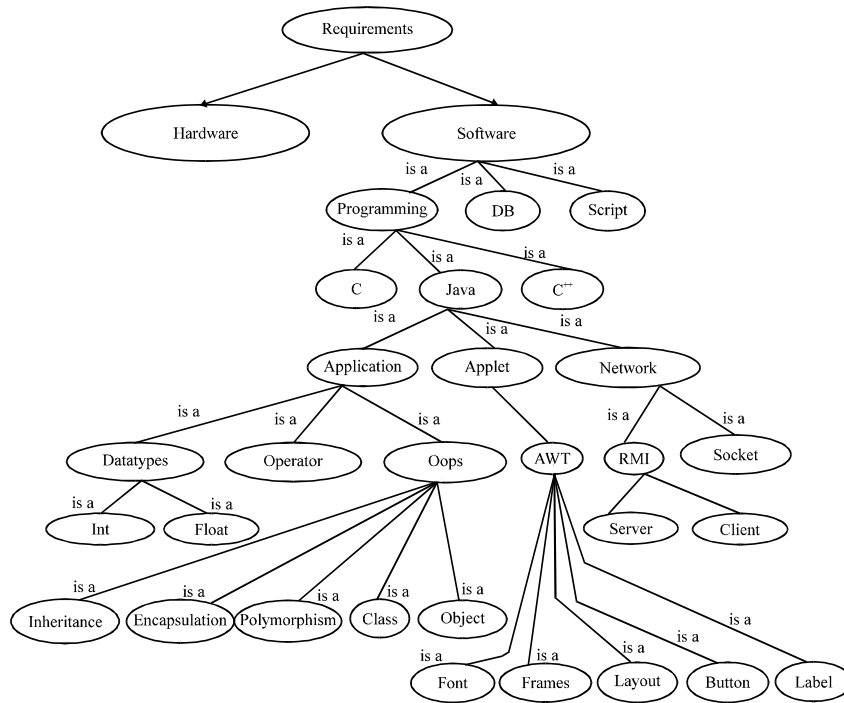 Requirements
Hardware
Software
is a
is a
is a
Programming
DB
Script
is a
is a
is a
C
Java
C++
is a
is a
is a
Application
Applet
Network
is a
is a
is a
is a
is a
Datatypes
Operator
Oops
AWT
RMI
Socket
is a
is a
Int
Float
Server
Client
is a
is a
is a
is a
is a
Inheritance
Encapsulation
Polymorphism
Class
Object
is a
is a
is a
is a
is a
Font
Frames
Layout
Button
Label